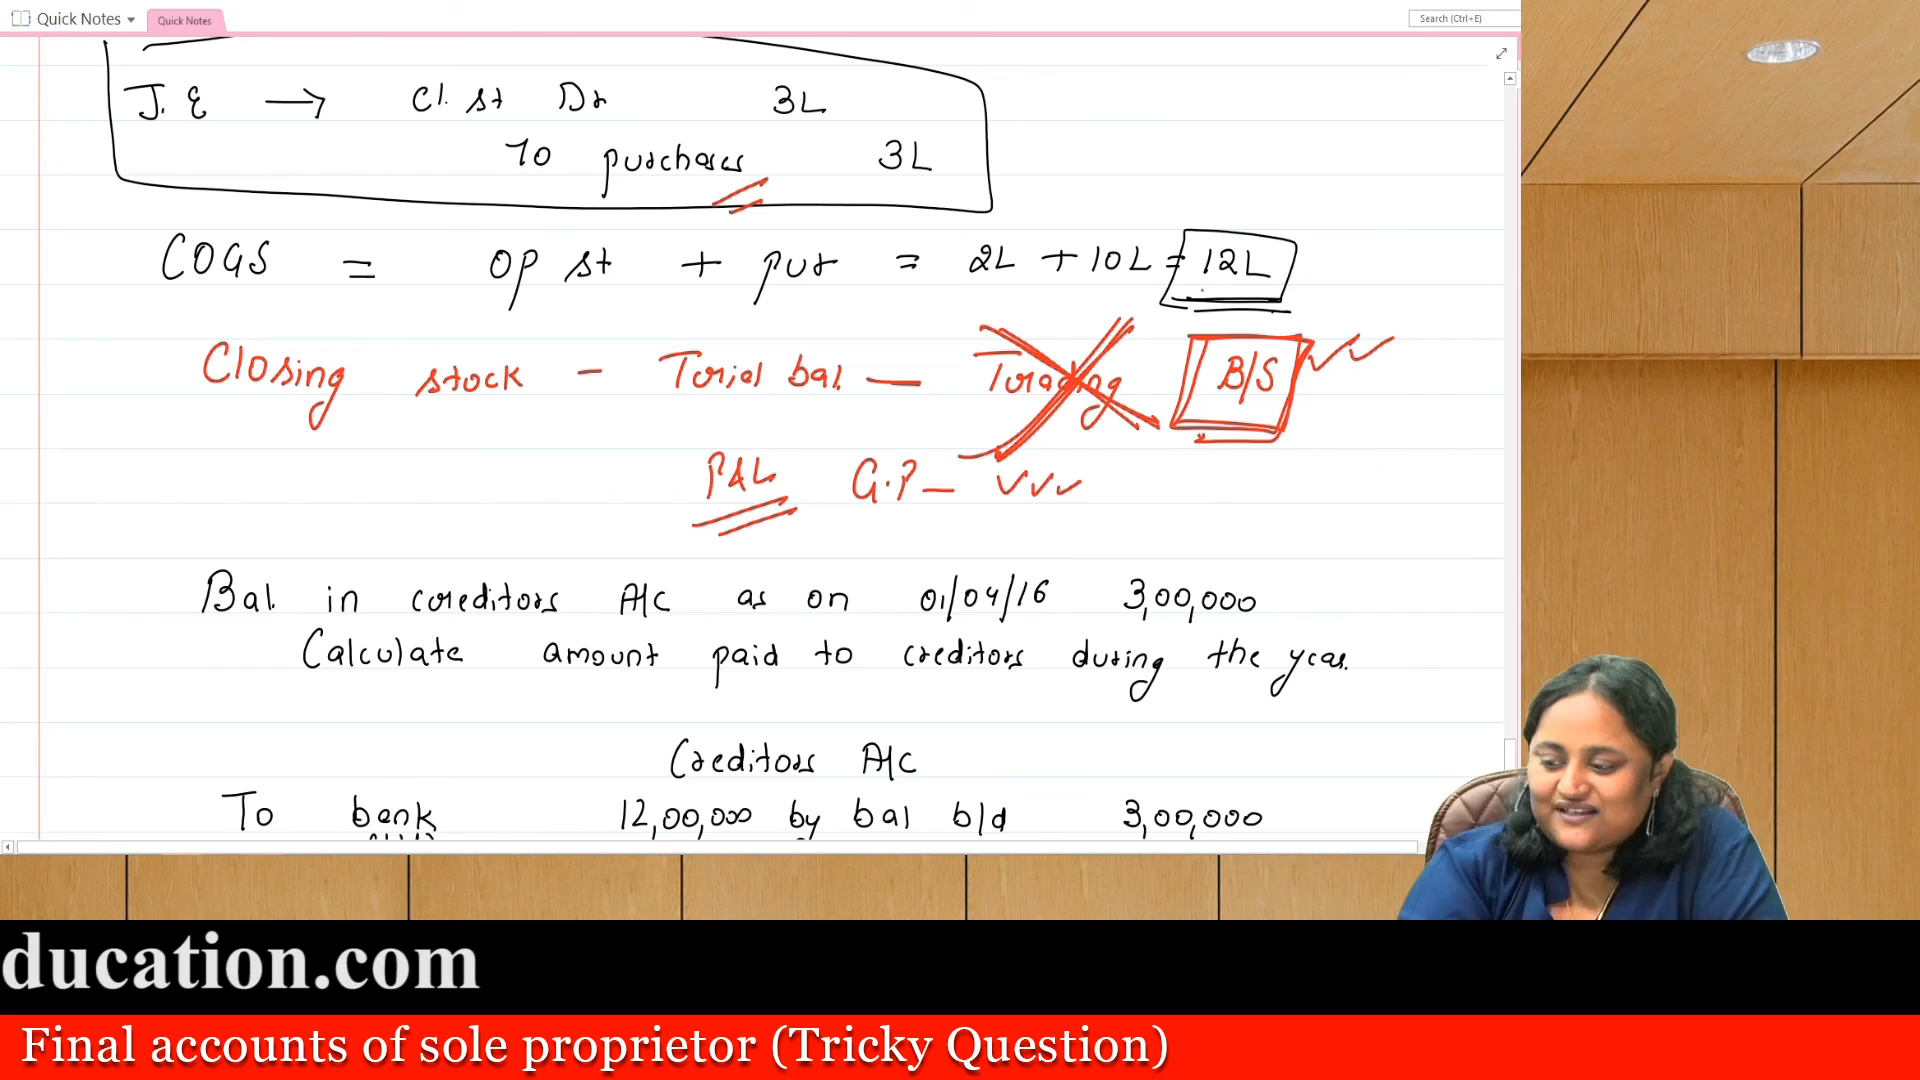 Quick Notes
Quick Notes
Search (Ctrl+E)
J.E → Cl. st Dr 3L
To purchases 3L
COGS = OP st + pur = 2L + 10L = 12L
Closing stock - Trial bal — Trading B/S
P&L G.P —
Bal. in creditors A/c as on 01/04/16 3,00,000
Calculate amount paid to creditors during the year.
Creditors A/c
To bank 12,00,000 by bal b/d 3,00,000
ducation.com
Final accounts of sole proprietor (Tricky Question)